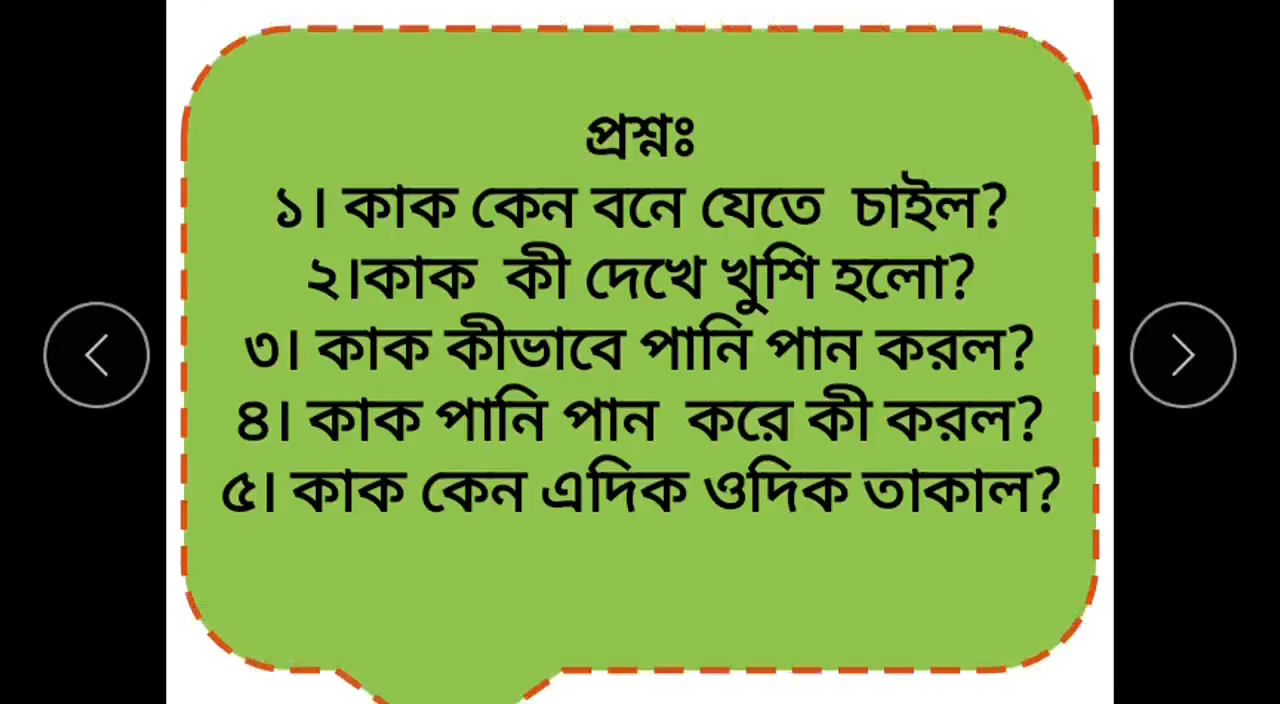 প্রশ্নঃ
১। কাক কেন বনে যেতে চাইল?
২।কাক কী দেখে খুশি হলো?
৩। কাক কীভাবে পানি পান করল?
৪। কাক পানি পান করে কী করল?
৫। কাক কেন এদিক ওদিক তাকাল?